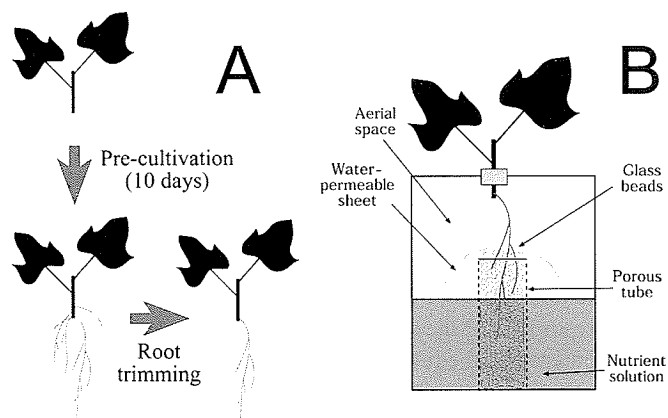 A
Pre-cultivation
(10 days)
Root
trimming
B
Aerial
space
Water-
permeable
sheet
Glass
beads
Porous
tube
Nutrient
solution